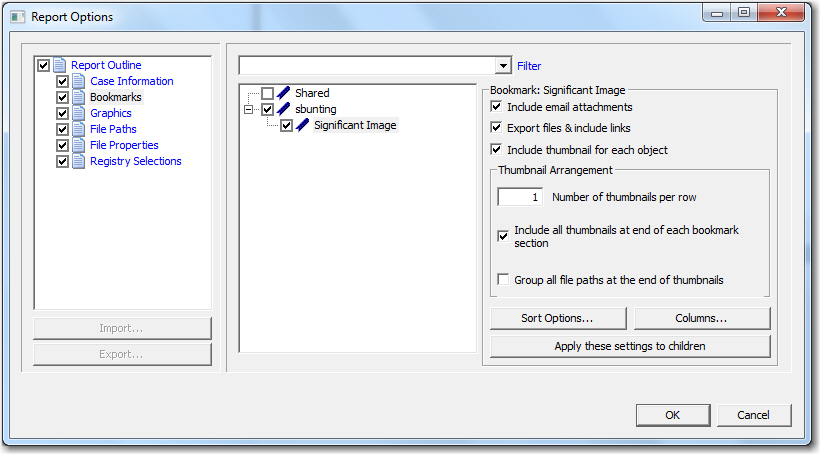 Report Options
Report Outline
Case Information
Bookmarks
Graphics
File Paths
File Properties
Registry Selections
Import...
Export...
Filter
Shared
sbunting
Significant Image
Bookmark: Significant Image
Include email attachments
Export files & include links
Include thumbnail for each object
Thumbnail Arrangement
1 Number of thumbnails per row
Include all thumbnails at end of each bookmark
section
Group all file paths at the end of thumbnails
Sort Options...
Columns...
Apply these settings to children
OK
Cancel